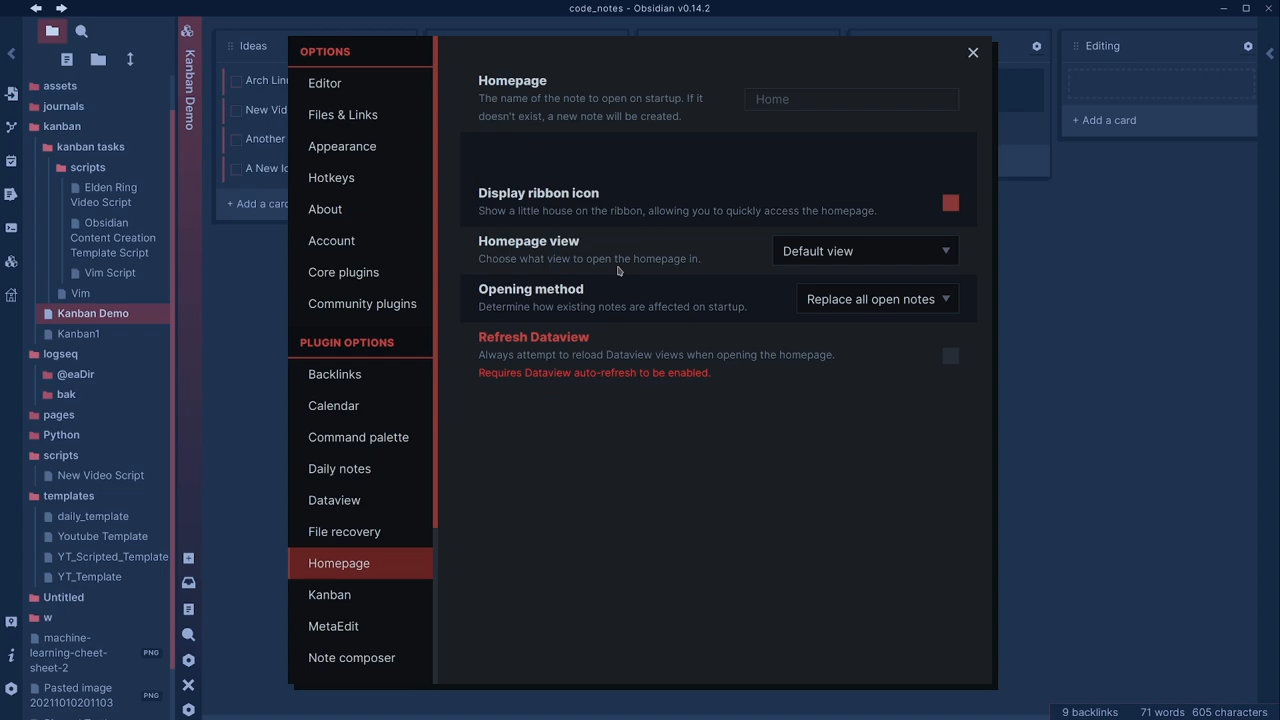 code_notes - Obsidian v0.14.2
assets
journals
kanban
kanban tasks
scripts
Elden Ring
Video Script
Obsidian
Content Creation
Template Script
Vim Script
Vim
Kanban Demo
Kanban1
logseq
@eaDir
bak
pages
Python
scripts
New Video Script
templates
daily_template
Youtube Template
YT_Scripted_Template
YT_Template
Untitled
w
machine-
learning-cheet-
sheet-2
PNG
Pasted image
20211010201103
PNG
Kanban Demo
Ideas
Arch Lin
New Vid
Another
A New Id
+ Add a card
OPTIONS
Editor
Files & Links
Appearance
Hotkeys
About
Account
Core plugins
Community plugins
PLUGIN OPTIONS
Backlinks
Calendar
Command palette
Daily notes
Dataview
File recovery
Homepage
Kanban
MetaEdit
Note composer
Homepage
The name of the note to open on startup. If it
doesn't exist, a new note will be created.
Home
Display ribbon icon
Show a little house on the ribbon, allowing you to quickly access the homepage.
Homepage view
Choose what view to open the homepage in.
Default view
Opening method
Determine how existing notes are affected on startup.
Replace all open notes
Refresh Dataview
Always attempt to reload Dataview views when opening the homepage.
Requires Dataview auto-refresh to be enabled.
Editing
+ Add a card
9 backlinks 71 words 605 characters